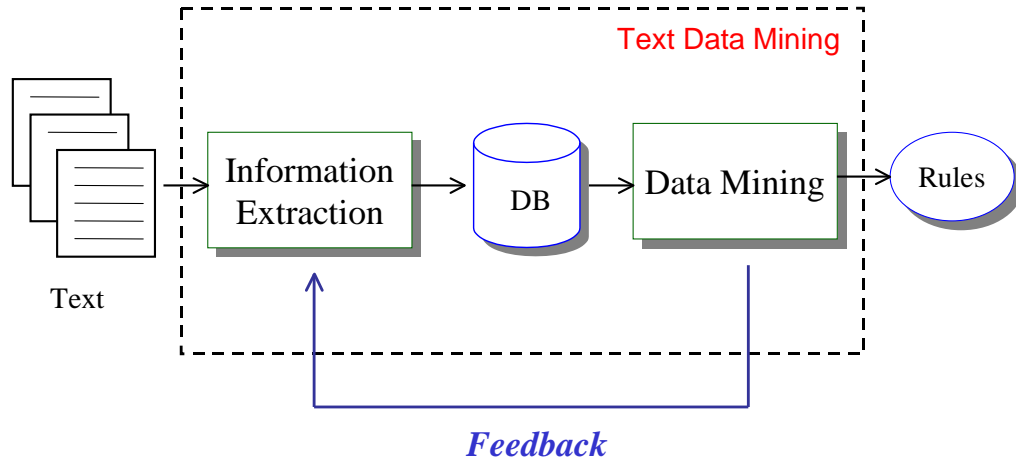 Text Data Mining
Information
Extraction
DB
Data Mining
Rules
Text
Feedback